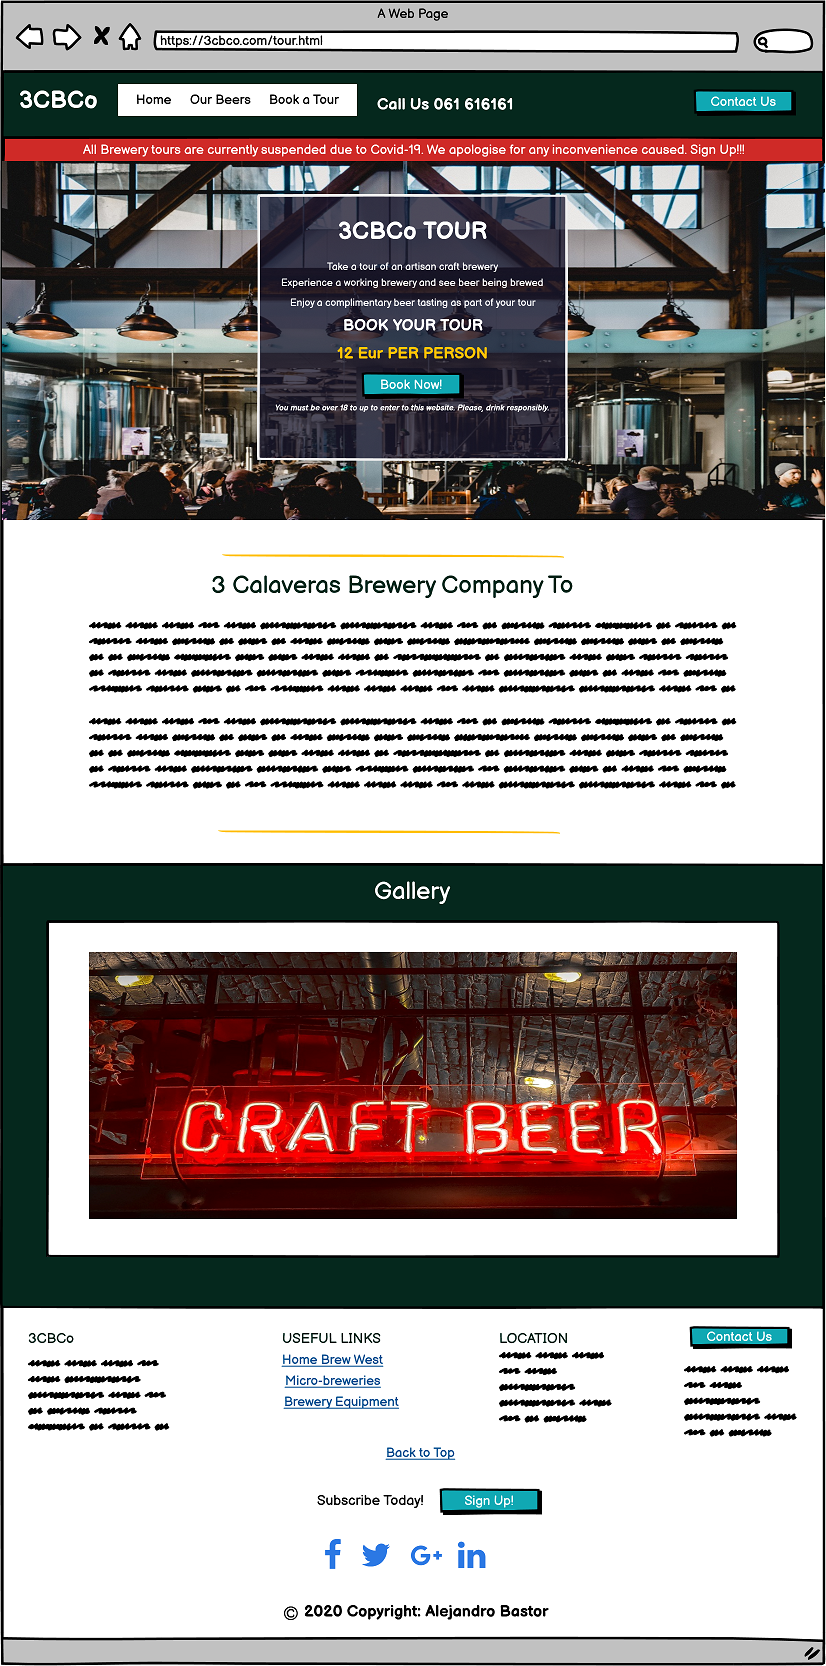 A Web Page
https://3cbco.com/tour.html
3CBCo
Home Our Beers Book a Tour
Call Us 061 616161
Contact Us
All Brewery tours are currently suspended due to Covid-19. We apologise for any inconvenience caused. Sign Up!!!
3CBCo TOUR
Take a tour of an artisan craft brewery
Experience a working brewery and see beer being brewed
Enjoy a complimentary beer tasting as part of your tour
BOOK YOUR TOUR
12 Eur PER PERSON
Book Now!
You must be over 18 to up to enter to this website. Please, drink responsibly.
3 Calaveras Brewery Company To
Gallery
CRAFT BEER
3CBCo
USEFUL LINKS
Home Brew West
Micro-breweries
Brewery Equipment
LOCATION
Contact Us
Back to Top
Subscribe Today!
Sign Up!
© 2020 Copyright: Alejandro Bastor